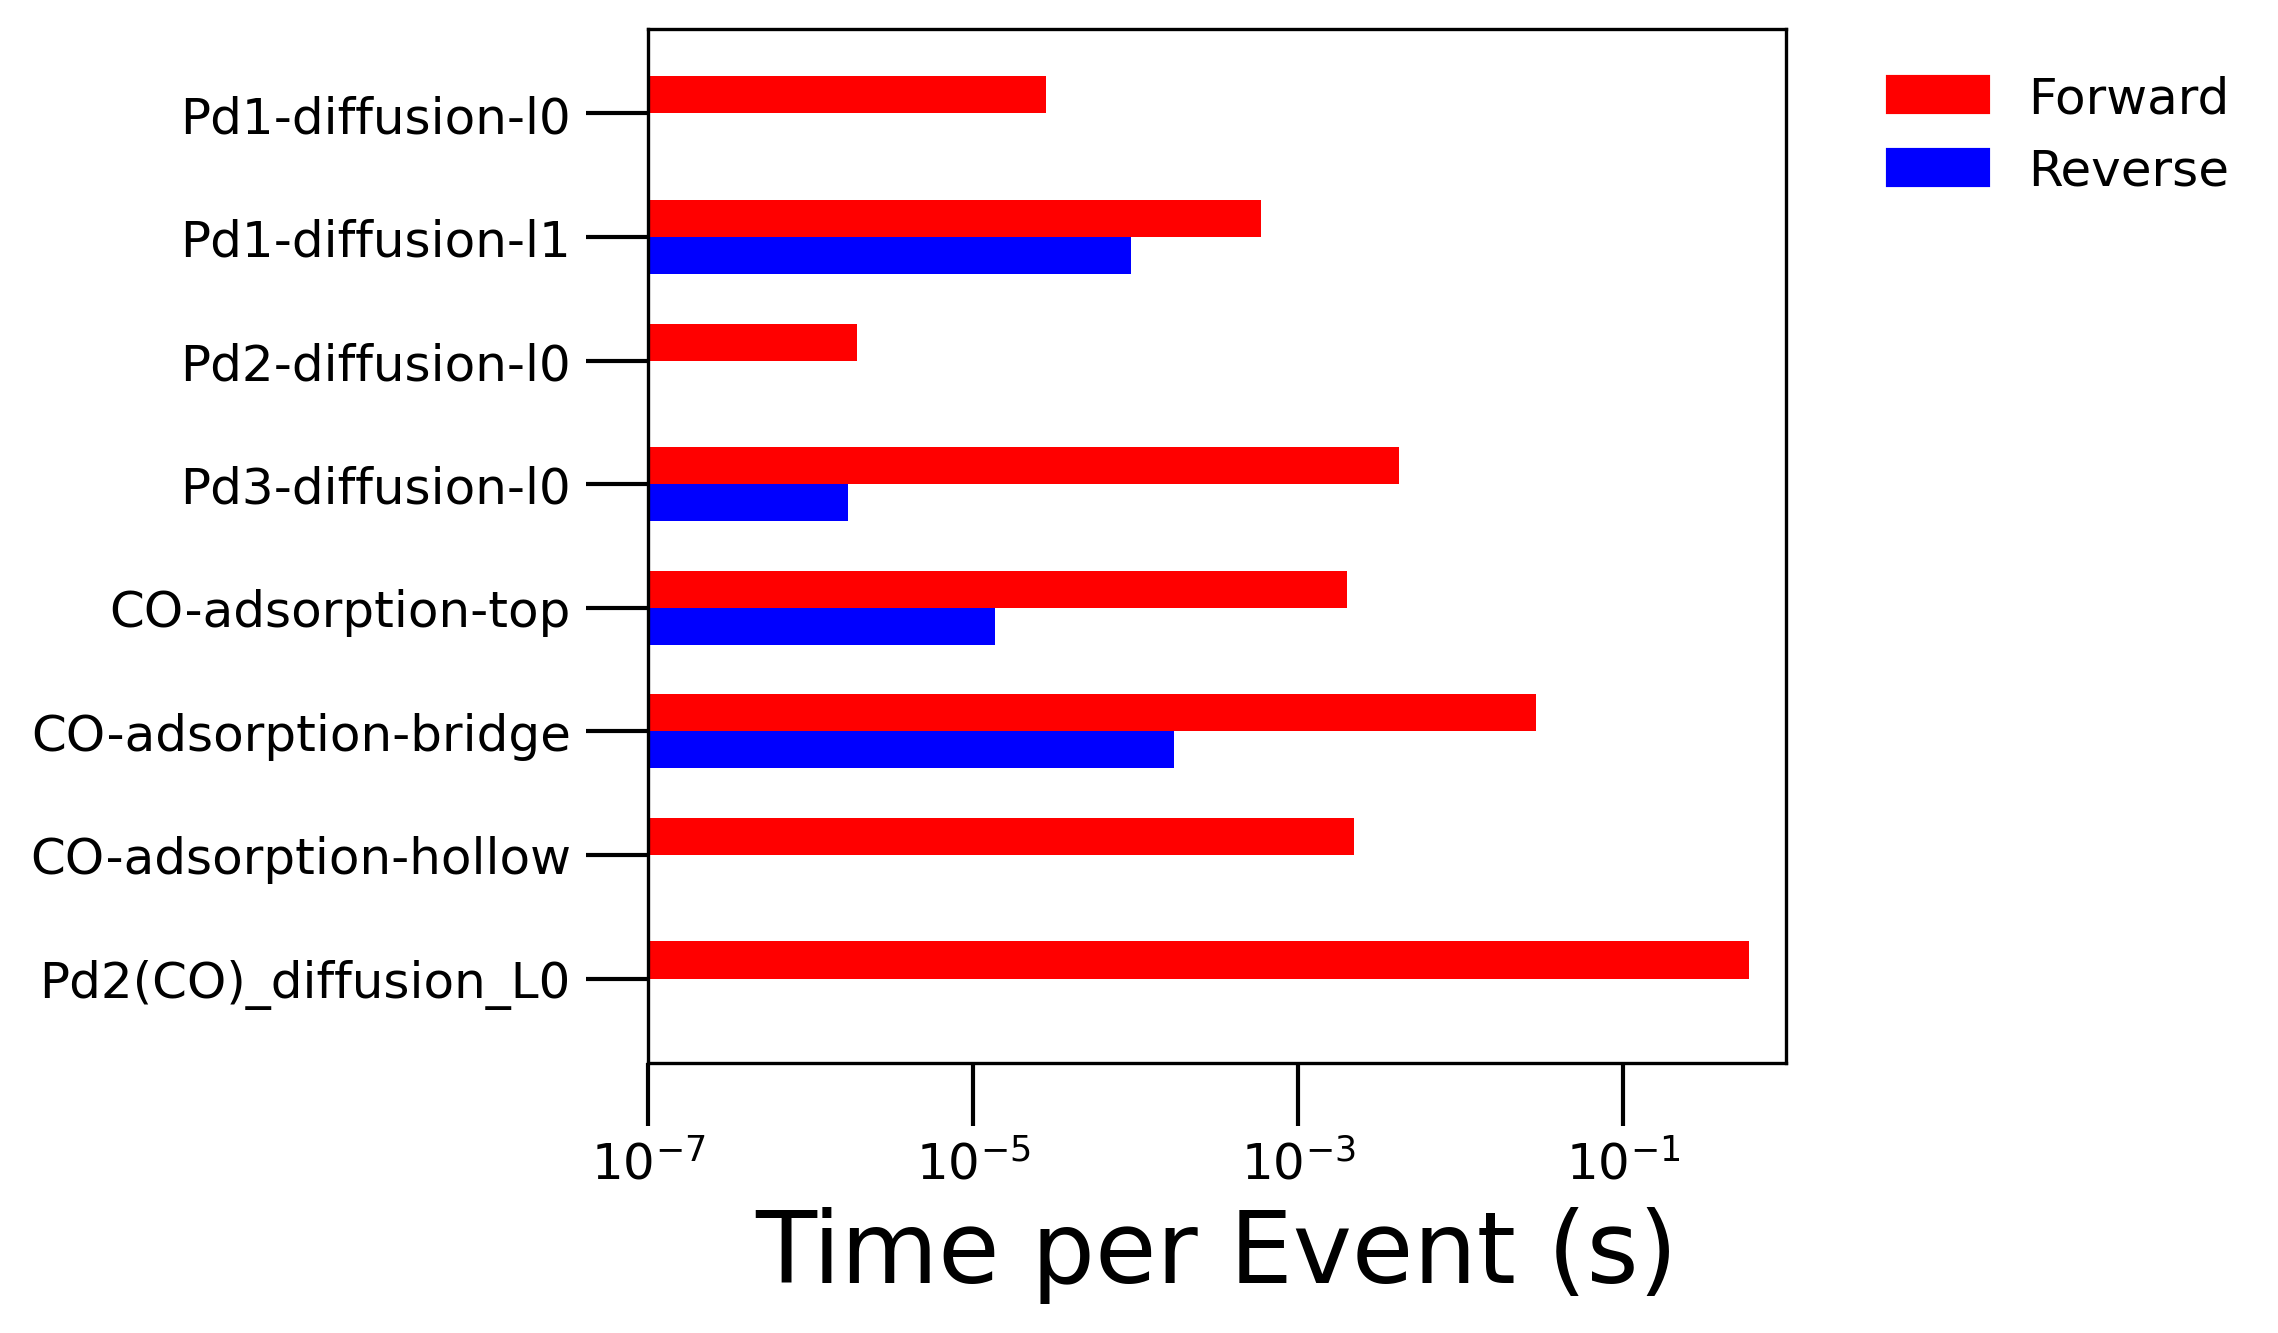 Pd1-diffusion-l0
Pd1-diffusion-l1
Pd2-diffusion-l0
Pd3-diffusion-l0
CO-adsorption-top
CO-adsorption-bridge
CO-adsorption-hollow
Pd2(CO)_diffusion_L0
10⁻⁷ 10⁻⁵ 10⁻³ 10⁻¹
Time per Event (s)
Forward
Reverse